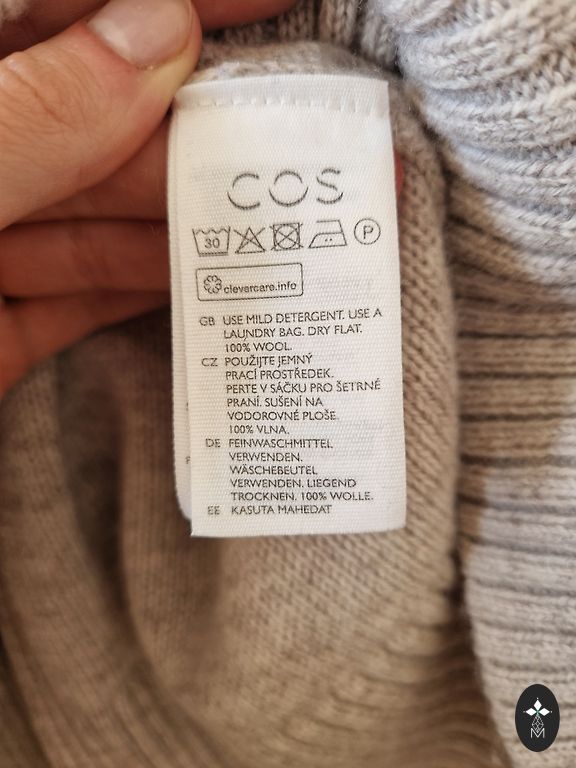 COS
30
P
clevercare.info
GB USE MILD DETERGENT. USE A
LAUNDRY BAG. DRY FLAT.
100% WOOL.
CZ POUŽIJTE JEMNÝ
PRACÍ PROSTŘEDEK.
PERTE V SÁČKU PRO ŠETRNÉ
PRANÍ. SUŠENÍ NA
VODOROVNÉ PLOŠE.
100% VLNA.
DE FEINWASCHMITTEL
VERWENDEN.
WÄSCHEBEUTEL
VERWENDEN. LIEGEND
TROCKNEN. 100% WOLLE.
EE KASUTA MAHEDAT
M